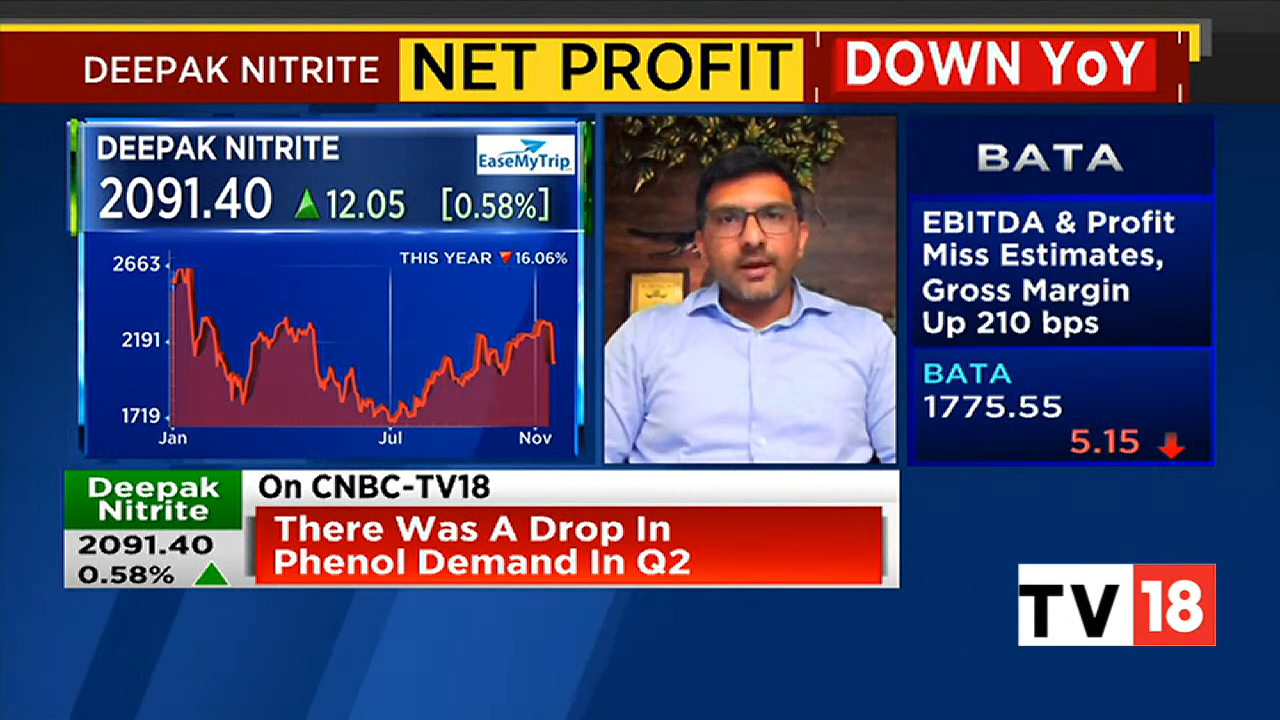 DEEPAK NITRITE NET PROFIT DOWN YoY
DEEPAK NITRITE
EaseMyTrip
2091.40 12.05 [0.58%]
THIS YEAR 16.06%
2663
2191
1719
Jan Jul Nov
BATA
EBITDA & Profit
Miss Estimates,
Gross Margin
Up 210 bps
BATA
1775.55
5.15
Deepak
Nitrite
2091.40
0.58%
On CNBC-TV18
There Was A Drop In
Phenol Demand In Q2
TV18